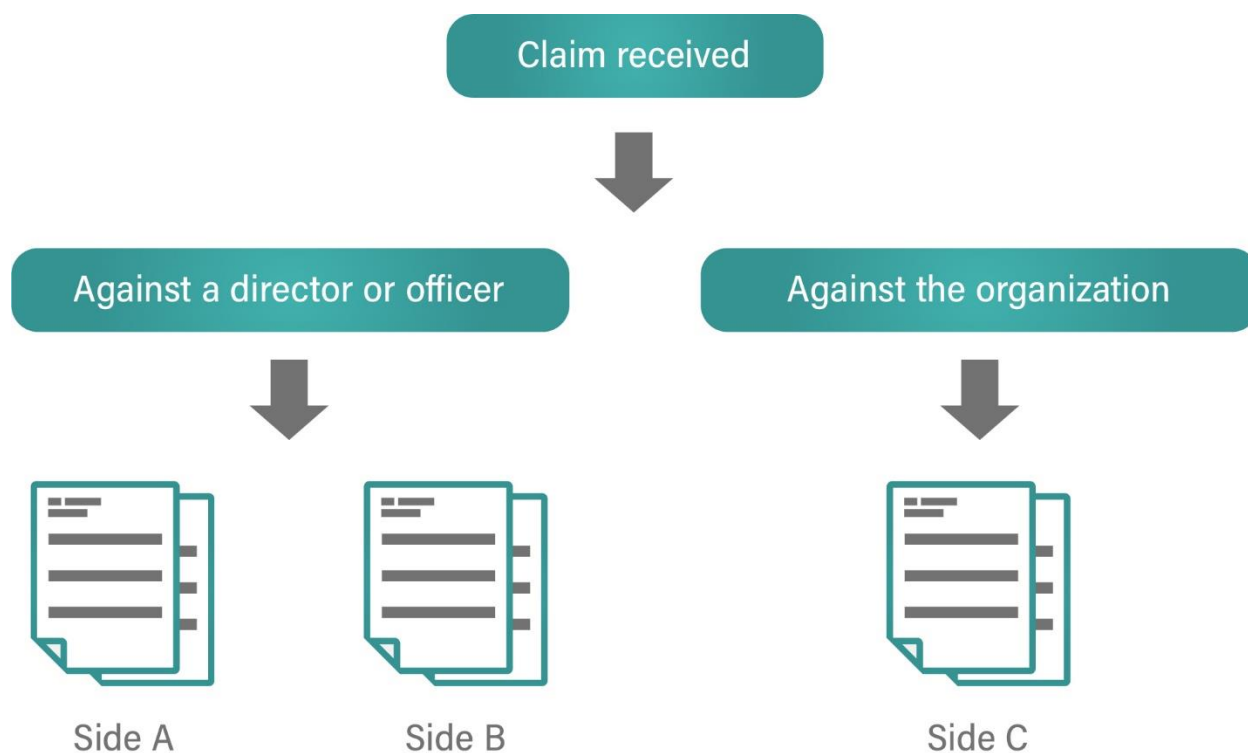 Claim received
Against a director or officer
Against the organization
Side A
Side B
Side C